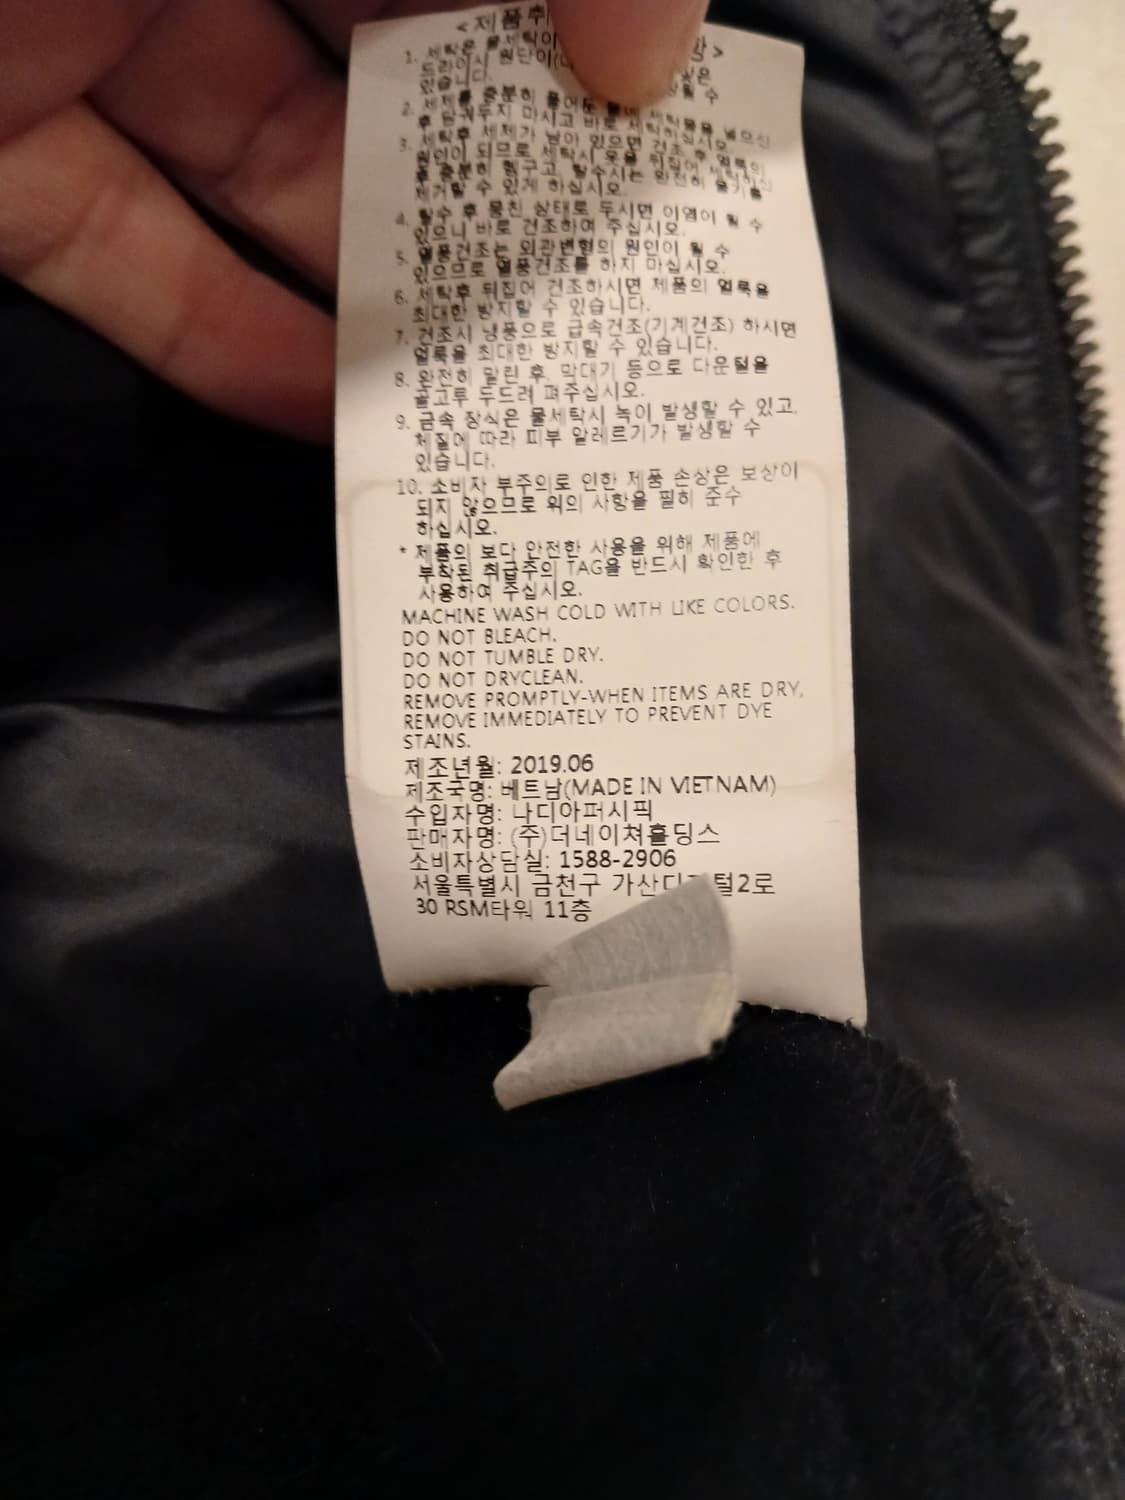 <제품취
1. 세탁은 물세탁이
드라이시 원단이
있습니다.
2. 세제를 충분히 풀어둔 물에 세탁물을 넣으신
후 담궈두지 마시고 바로 세탁하십시오.
3. 세탁후 세제가 남아 있으면 건조 후 얼룩의
원인이 되므로 세탁시 옷을 뒤집어
충분히 헹구고, 탈수시는 완전히 물기를
제거할 수 있게 하십시오.
4. 탈수 후 뭉친 상태로 두시면 이염이 될 수
있으니 바로 건조하여 주십시오.
5. 열풍건조는 외관변형의 원인이 될 수
있으므로 열풍건조를 하지 마십시오.
6. 세탁후 뒤집어 건조하시면 제품의 얼룩을
최대한 방지할 수 있습니다.
7. 건조시 냉풍으로 급속건조(기계건조) 하시면
얼룩을 최대한 방지할 수 있습니다.
8. 완전히 말린 후, 막대기 등으로 다운털을
골고루 두드려 펴주십시오.
9. 금속 장식은 물세탁시 녹이 발생할 수 있고,
체질에 따라 피부 알레르기가 발생할 수
있습니다.
10. 소비자 부주의로 인한 제품 손상은 보상이
되지 않으므로 위의 사항을 필히 준수
하십시오.
* 제품의 보다 안전한 사용을 위해 제품에
부착된 취급주의 TAG을 반드시 확인한 후
사용하여 주십시오.
MACHINE WASH COLD WITH LIKE COLORS.
DO NOT BLEACH.
DO NOT TUMBLE DRY.
DO NOT DRYCLEAN.
REMOVE PROMPTLY-WHEN ITEMS ARE DRY,
REMOVE IMMEDIATELY TO PREVENT DYE
STAINS.
제조년월: 2019.06
제조국명: 베트남(MADE IN VIETNAM)
수입자명: 나디아퍼시픽
판매자명: (주)더네이쳐홀딩스
소비자상담실: 1588-2906
서울특별시 금천구 가산디 털2로
30 RSM타워 11층